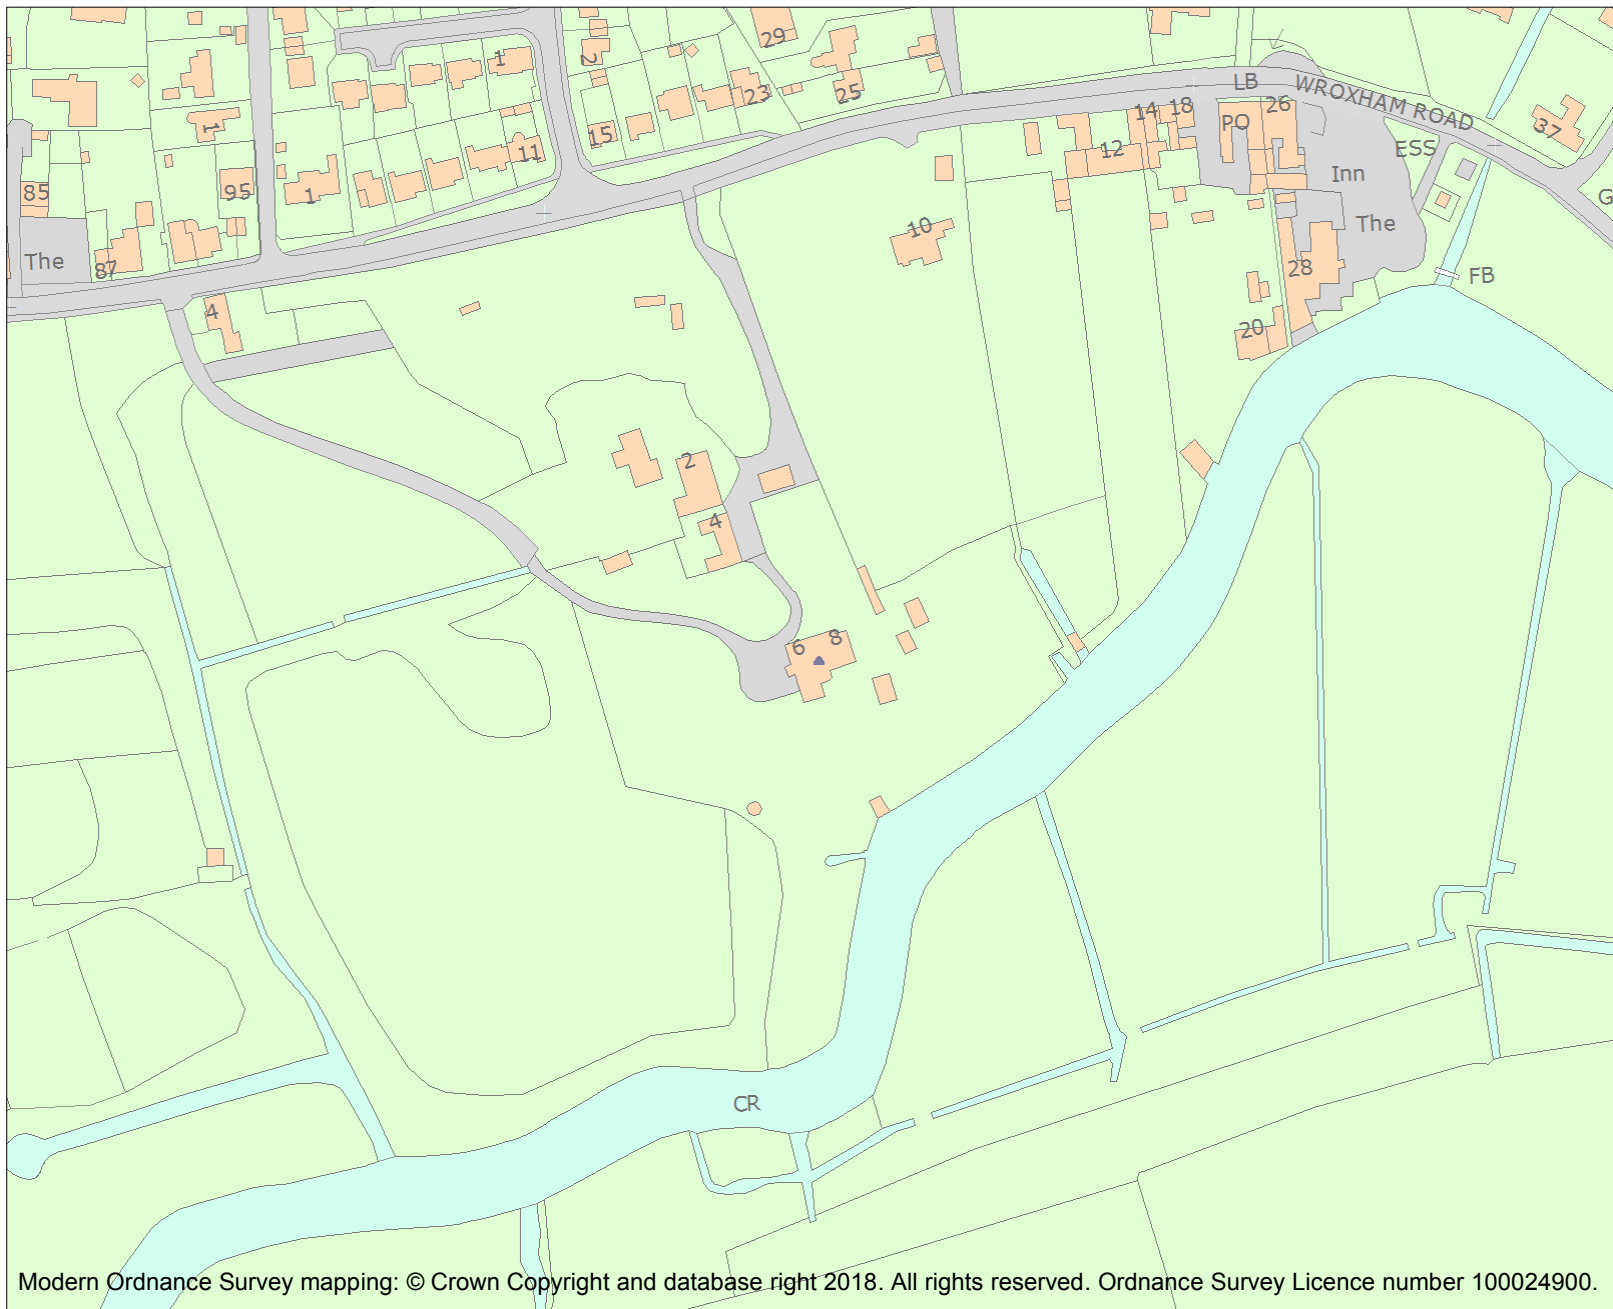 29
2
1
23
25
15
11
1
95
1
85
87
The
4
10
12
14
18
PO
LB
26
WROXHAM ROAD
37
ESS
Inn
The
G
28
FB
20
2
4
6
8
CR
Modern Ordnance Survey mapping: © Crown Copyright and database right 2018. All rights reserved. Ordnance Survey Licence number 100024900.